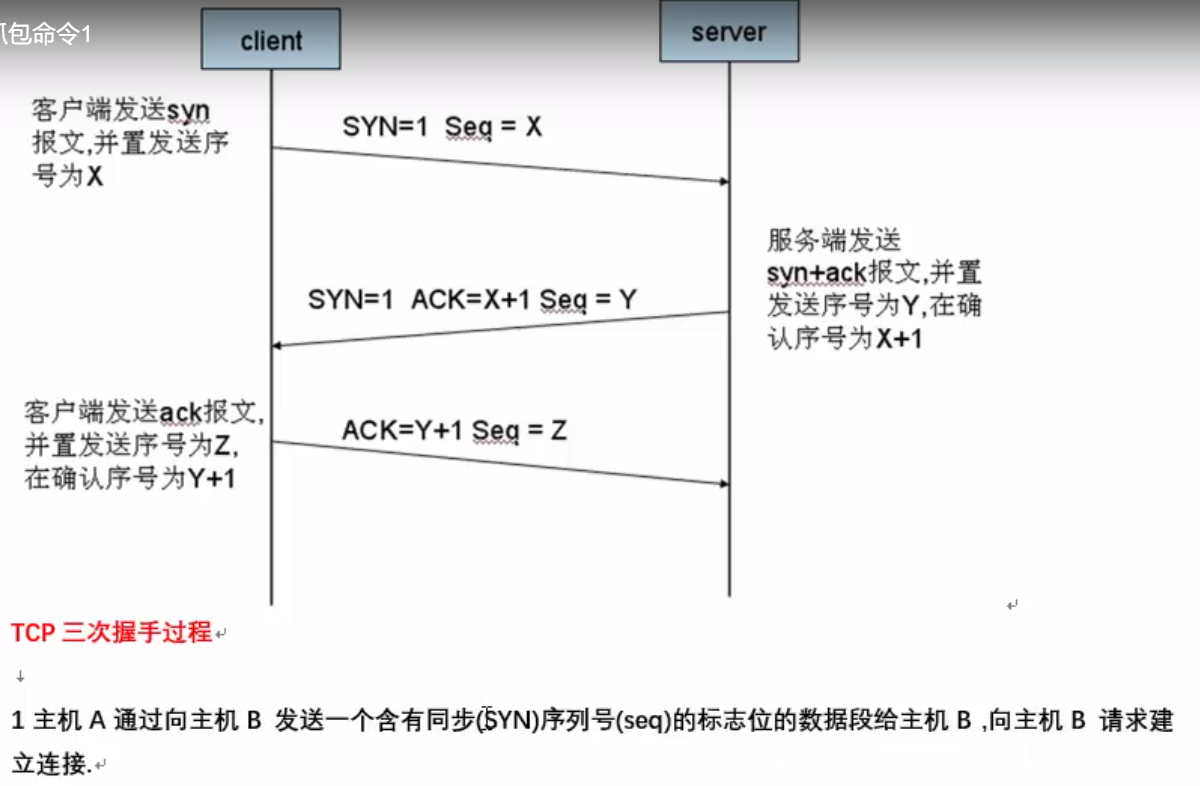 包命令1
client
server
客户端发送syn
报文,并置发送序
号为X
SYN=1 Seq = X
服务端发送
syn+ack报文,并置
发送序号为Y,在确
认序号为X+1
SYN=1 ACK=X+1 Seq = Y
客户端发送ack报文,
并置发送序号为Z,
在确认序号为Y+1
ACK=Y+1 Seq = Z
TCP 三次握手过程
1 主机 A 通过向主机 B 发送一个含有同步(SYN)序列号(seq)的标志位的数据段给主机 B ,向主机 B 请求建
立连接.